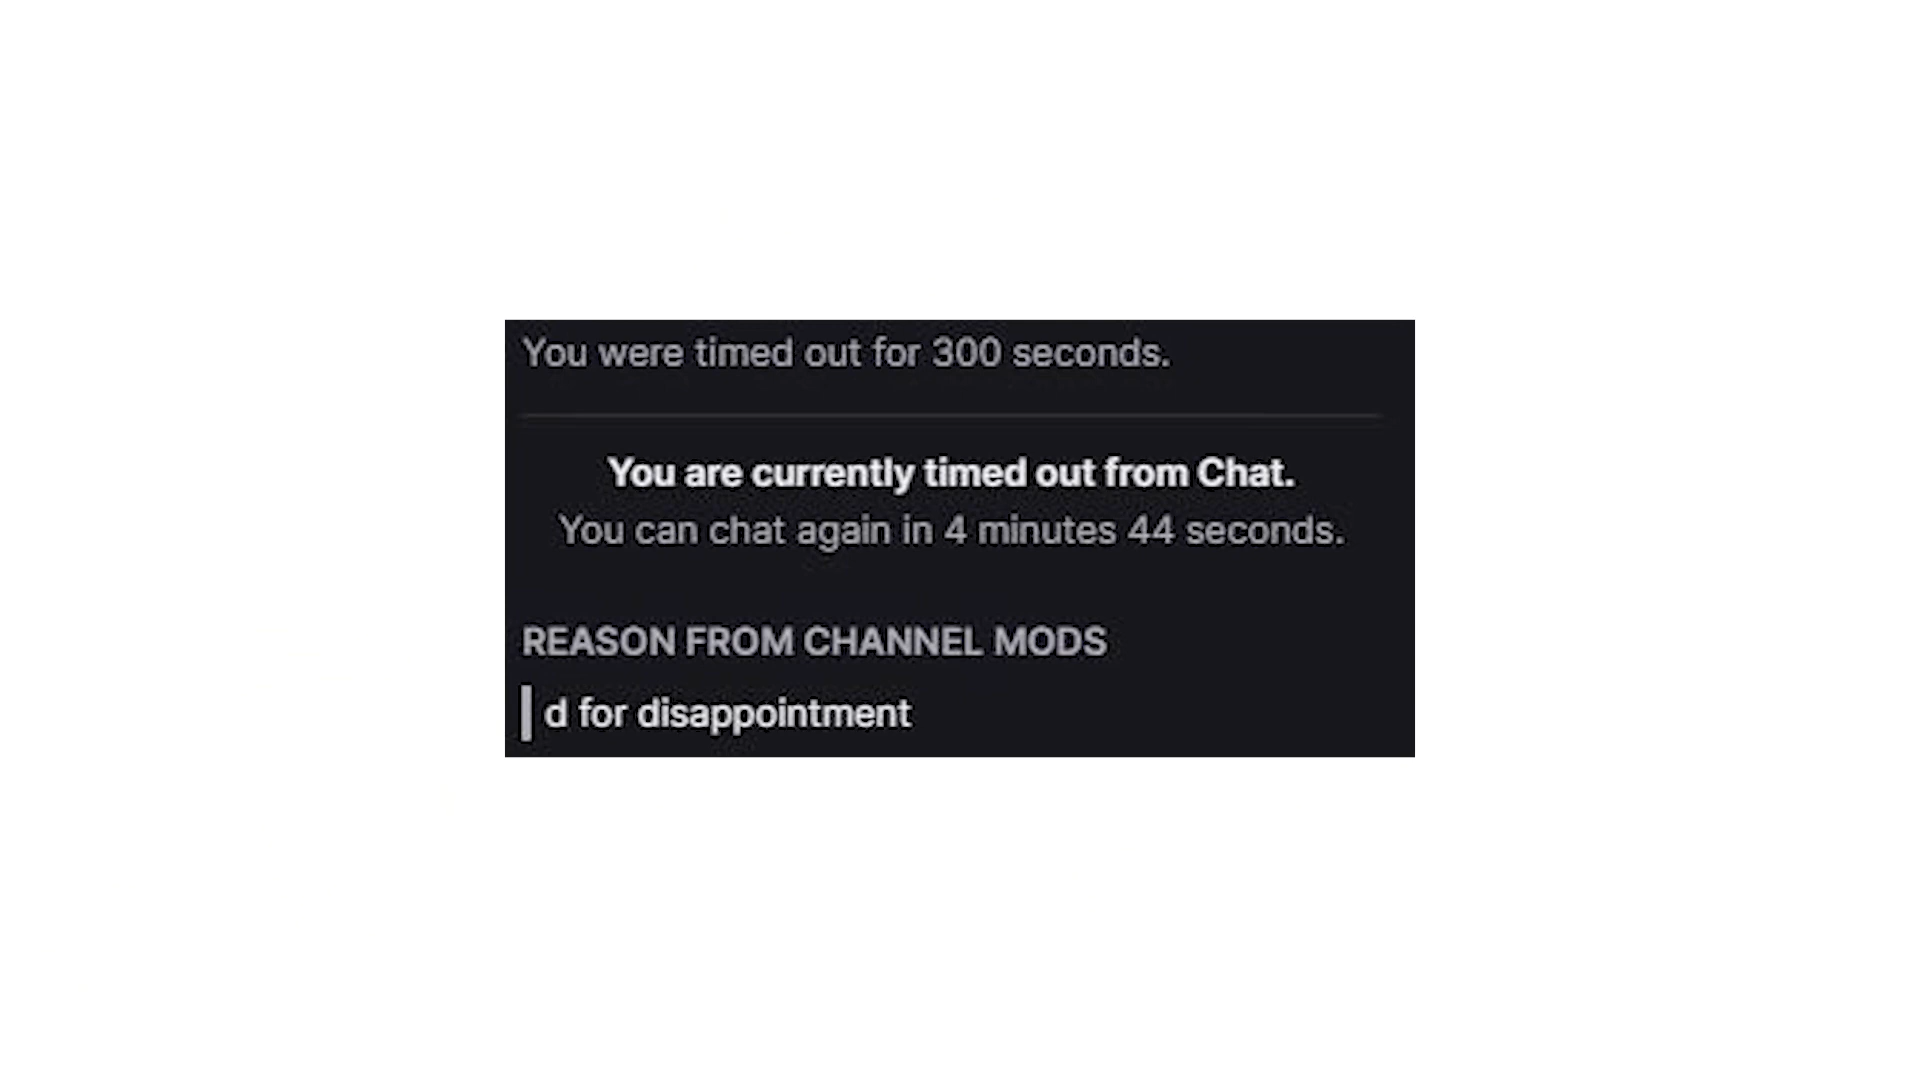 You were timed out for 300 seconds.
You are currently timed out from Chat.
You can chat again in 4 minutes 44 seconds.
REASON FROM CHANNEL MODS
d for disappointment